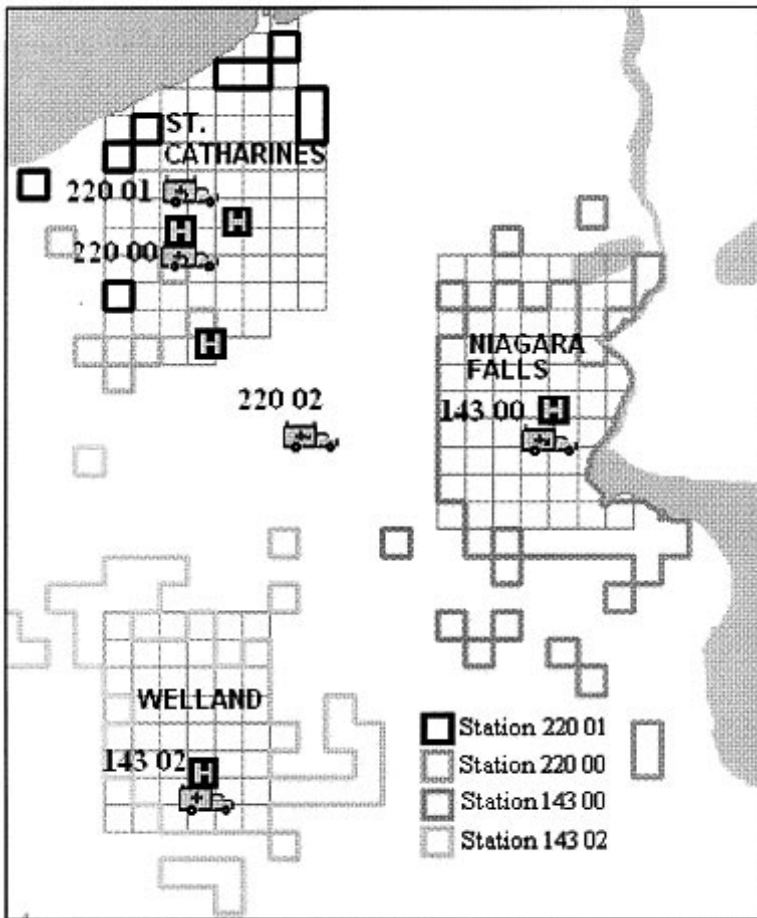 ST.
CATHARINES
220 01
H
H
220 00
H
NIAGARA
FALLS
220 02
143 00
H
WELLAND
143 02
H
Station 220 01
Station 220 00
Station 143 00
Station 143 02